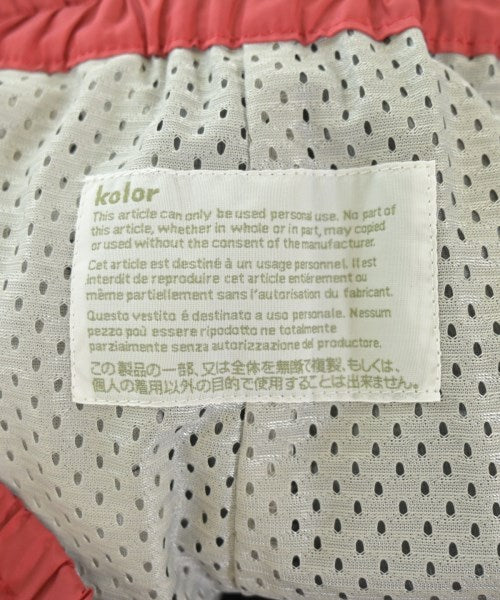 kolor
This article can only be used personal use. No part of
this article, whether in whole or in part, may copied
or used without the consent of the manufacturer.
Cet article est destiné à un usage personnel. Il est
interdit de reproduire cet article entièrement ou
même partiellement sans l'autorisation du fabricant.
Questo vestito é destinato a uso personale. Nessum
pezzo poù essere ripodotto ne totalmente
parziaimente senza autorizzazione del produttore.
この製品の一部、又は全体を無断で複製、もしくは、
個人の着用以外の目的で使用することは出来ません。